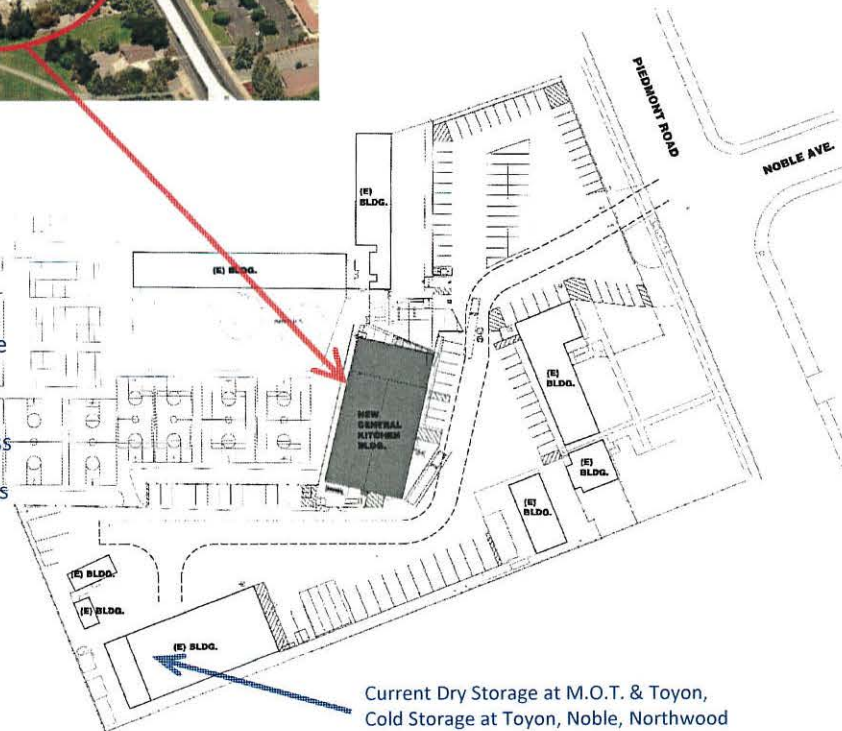 PIEDMONT ROAD
NOBLE AVE.
(E)
BLDG.
(E) BLDG.
(E)
BLDG.
NEW
CENTRAL
KITCHEN
BLDG.
(E)
BLDG.
(E)
BLDG.
(E) BLDG.
(E) BLDG.
(E) BLDG.
Current Dry Storage at M.O.T. & Toyon,
Cold Storage at Toyon, Noble, Northwood